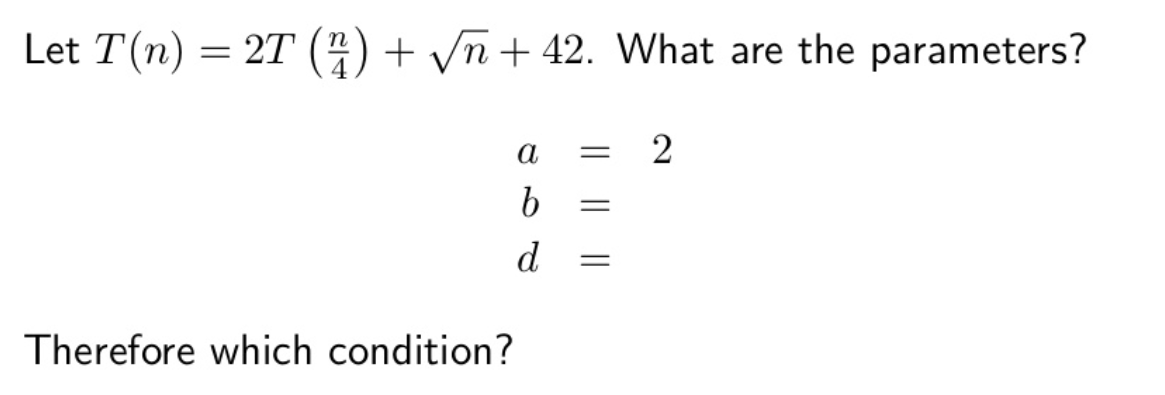 Let T(n) = 2T (n/4) + √n + 42. What are the parameters?
a = 2
b =
d =
Therefore which condition?